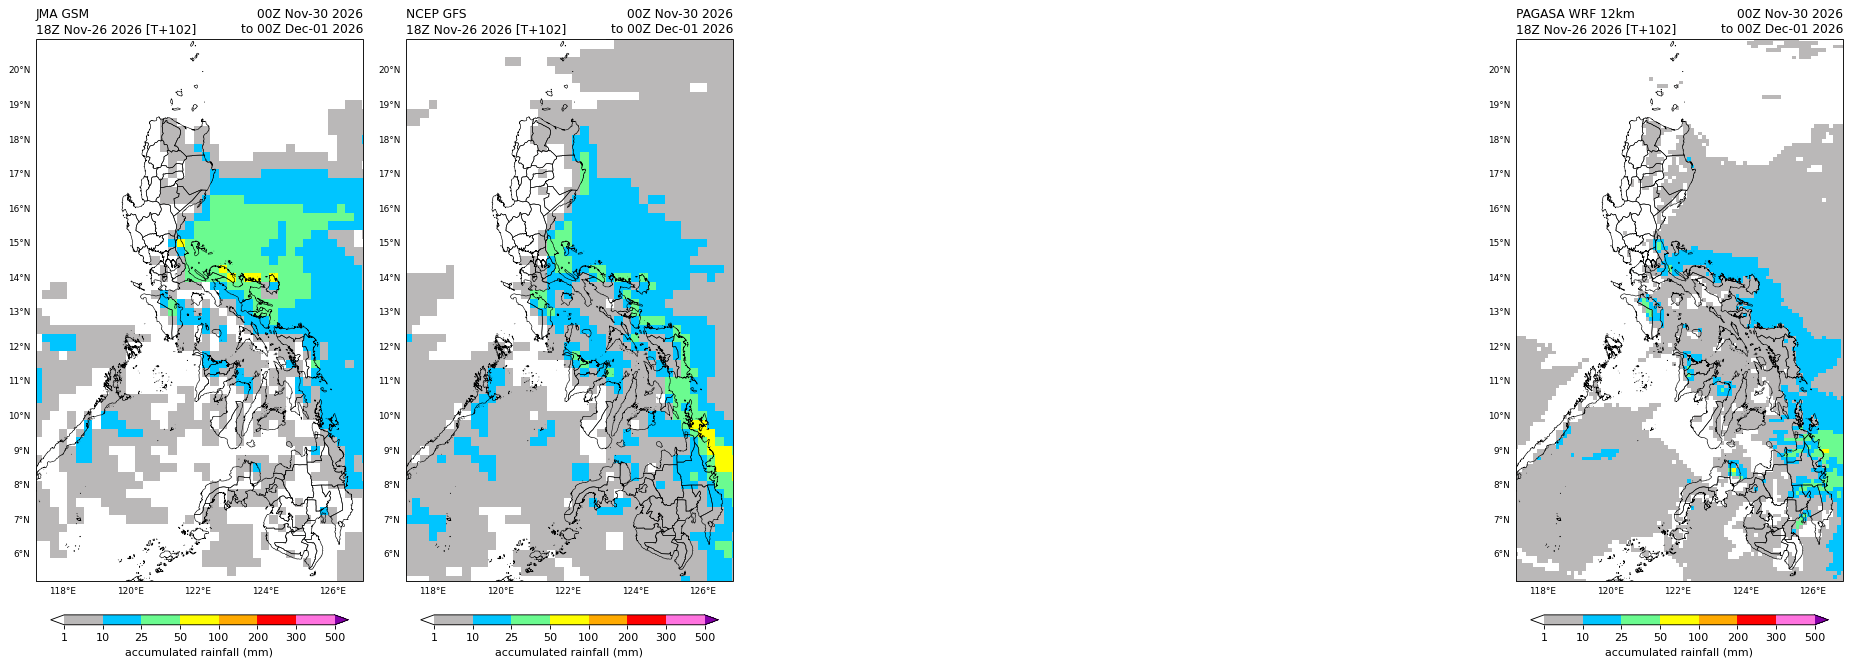 JMA GSM 00Z Nov-30 2026
18Z Nov-26 2026 [T+102] to 00Z Dec-01 2026
20°N
19°N
18°N
17°N
16°N
15°N
14°N
13°N
12°N
11°N
10°N
9°N
8°N
7°N
6°N
118°E 120°E 122°E 124°E 126°E
1 10 25 50 100 200 300 500
accumulated rainfall (mm)
NCEP GFS 00Z Nov-30 2026
18Z Nov-26 2026 [T+102] to 00Z Dec-01 2026
20°N
19°N
18°N
17°N
16°N
15°N
14°N
13°N
12°N
11°N
10°N
9°N
8°N
7°N
6°N
118°E 120°E 122°E 124°E 126°E
1 10 25 50 100 200 300 500
accumulated rainfall (mm)
PAGASA WRF 12km 00Z Nov-30 2026
18Z Nov-26 2026 [T+102] to 00Z Dec-01 2026
20°N
19°N
18°N
17°N
16°N
15°N
14°N
13°N
12°N
11°N
10°N
9°N
8°N
7°N
6°N
118°E 120°E 122°E 124°E 126°E
1 10 25 50 100 200 300 500
accumulated rainfall (mm)